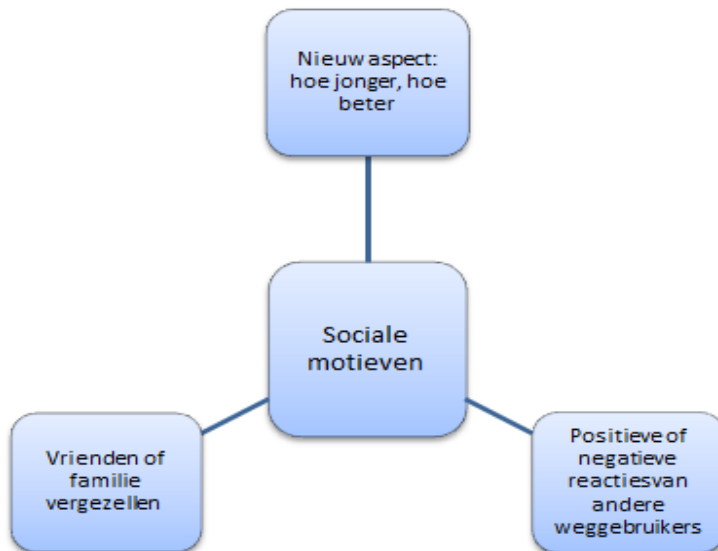 Nieuw aspect:
hoe jonger, hoe
beter
Sociale
motieven
Vrienden of
familie
vergezellen
Positieve of
negatieve
reactiesvan
andere
weggebruikers